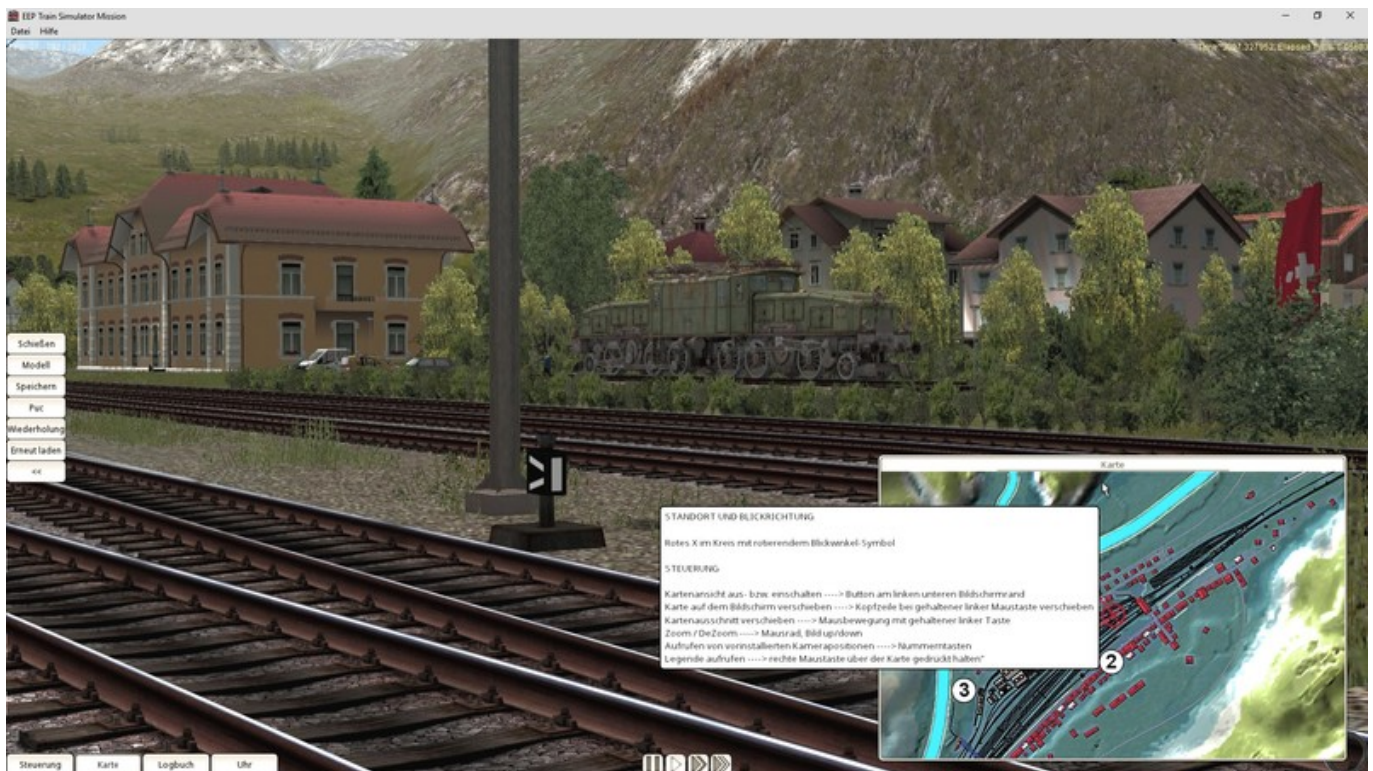 EEP Train Simulator Mission
Datei Hilfe
Schießen
Modell
Speichern
Puc
Wiederholung
Erneut laden
<<
Karte
STANDORT UND BLICKRICHTUNG
Rotes X im Kreis mit rotierendem Blickwinkel-Symbol
STEUERUNG
Kartenansicht aus- bzw. einschalten ----> Button am linken unteren Bildschirmrand
Karte auf dem Bildschirm verschieben ----> Kopfzeile bei gehaltener linker Maustaste verschieben
Kartenausschnitt verschieben ----> Mausbewegung mit gehaltener linker Taste
Zoom / DeZoom ----> Mausrad, Bild up/down
Aufrufen von vorinstallierten Kamerapositionen ----> Nummerntasten
Legende aufrufen ----> rechte Maustaste über der Karte gedrückt halten"
2
3
Steuerung Karte Logbuch Uhr